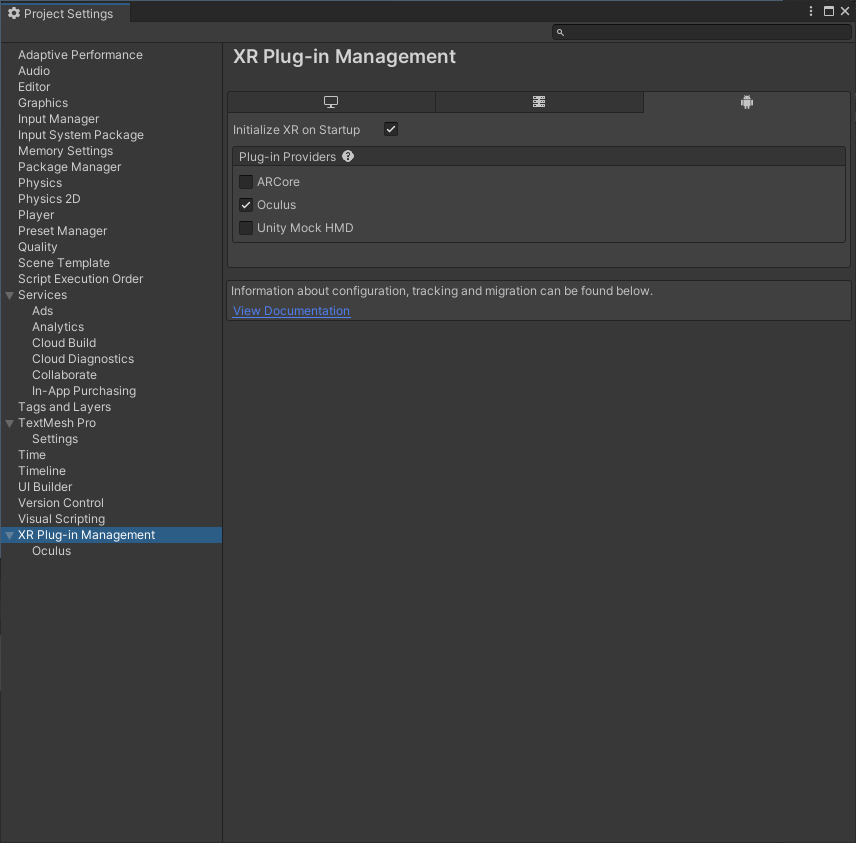 Project Settings
Adaptive Performance
Audio
Editor
Graphics
Input Manager
Input System Package
Memory Settings
Package Manager
Physics
Physics 2D
Player
Preset Manager
Quality
Scene Template
Script Execution Order
Services
Ads
Analytics
Cloud Build
Cloud Diagnostics
Collaborate
In-App Purchasing
Tags and Layers
TextMesh Pro
Settings
Time
Timeline
UI Builder
Version Control
Visual Scripting
XR Plug-in Management
Oculus
XR Plug-in Management
Initialize XR on Startup
Plug-in Providers
ARCore
Oculus
Unity Mock HMD
Information about configuration, tracking and migration can be found below.
View Documentation